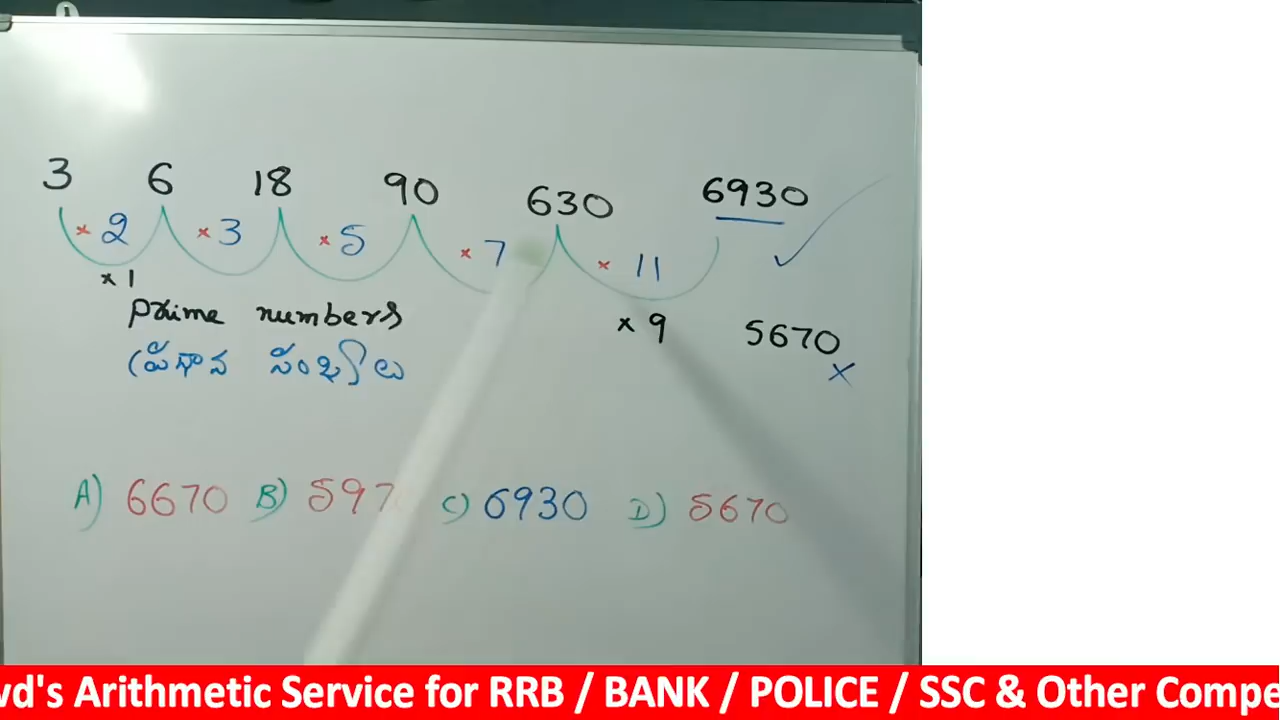 3 6 18 90 630 6930
× 2 × 3 × 5 × 7 × 11
× 1
Prime numbers × 9 5670
(ప్రధాన సంఖ్యలు ×
A) 6670 B) 597 C) 6930 D) 5670
vd's Arithmetic Service for RRB / BANK / POLICE / SSC & Other Compe